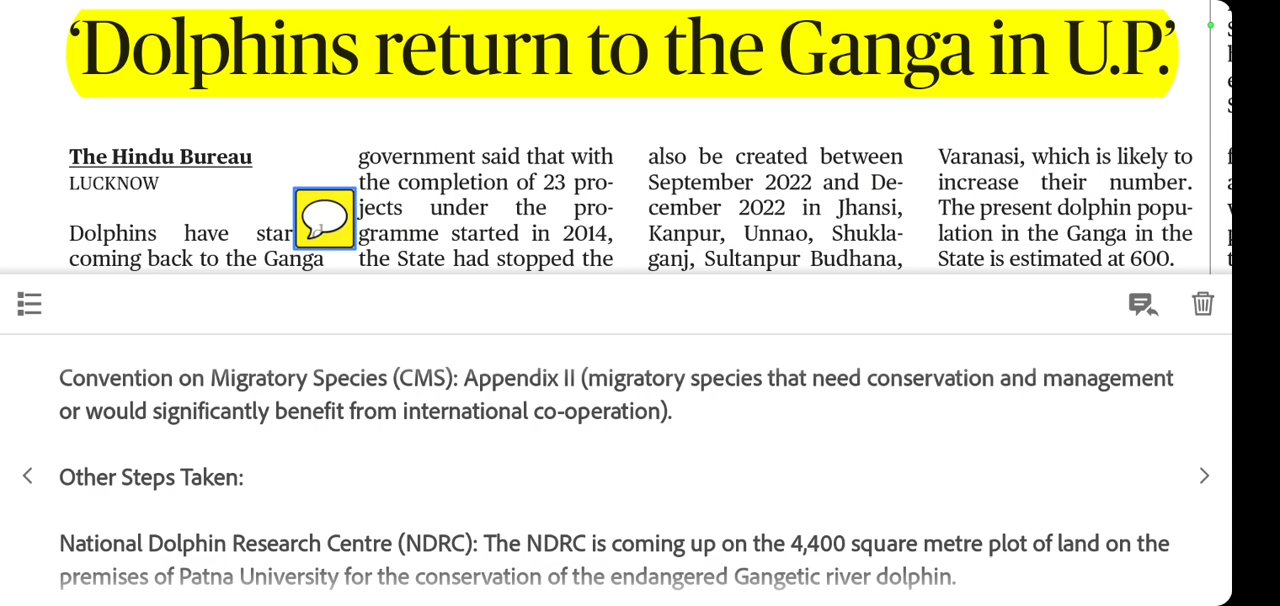 ‘Dolphins return to the Ganga in U.P.’
The Hindu Bureau
LUCKNOW
Dolphins have star
coming back to the Ganga
government said that with
the completion of 23 pro-
jects under the pro-
gramme started in 2014,
the State had stopped the
also be created between
September 2022 and De-
cember 2022 in Jhansi,
Kanpur, Unnao, Shukla-
ganj, Sultanpur Budhana,
Varanasi, which is likely to
increase their number.
The present dolphin popu-
lation in the Ganga in the
State is estimated at 600.
Convention on Migratory Species (CMS): Appendix II (migratory species that need conservation and management
or would significantly benefit from international co-operation).
Other Steps Taken:
National Dolphin Research Centre (NDRC): The NDRC is coming up on the 4,400 square metre plot of land on the
premises of Patna University for the conservation of the endangered Gangetic river dolphin.